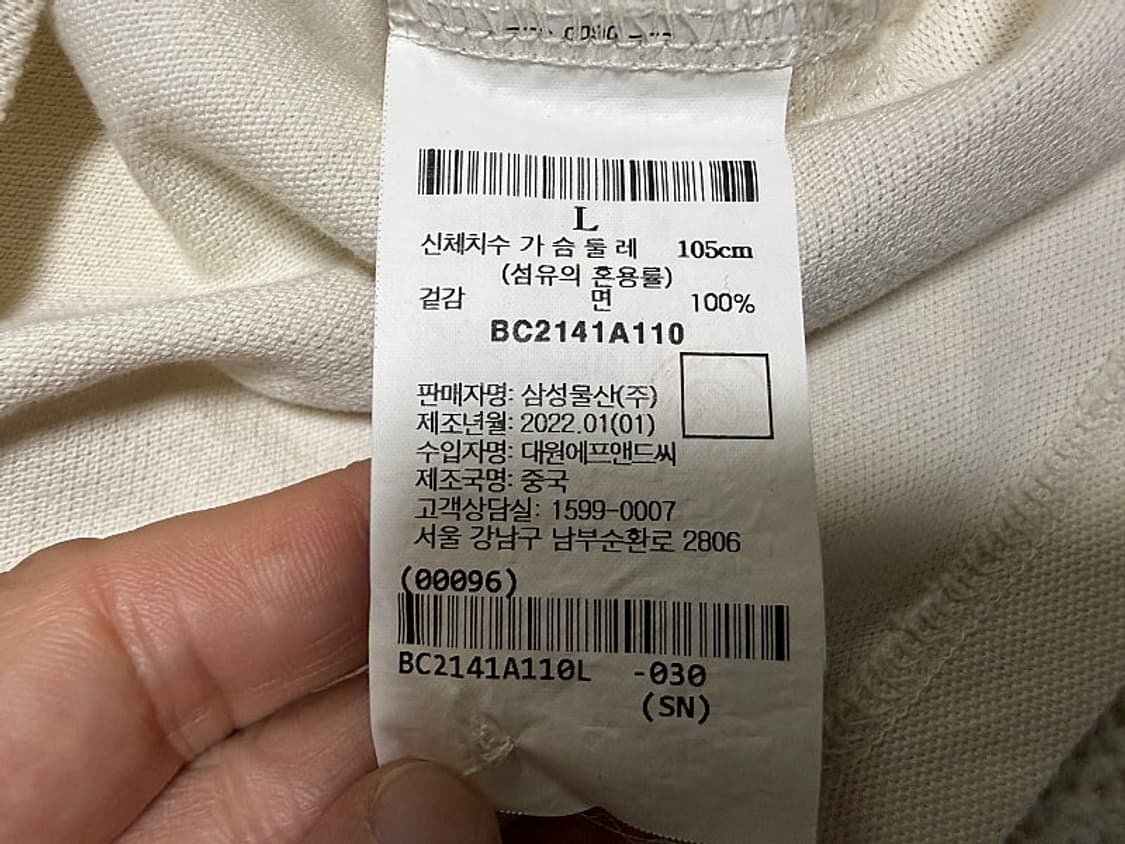 L
신체치수 가 슴 둘 레 105cm
(섬유의 혼용률)
겉감 면 100%
BC2141A110
판매자명: 삼성물산(주)
제조년월: 2022.01(01)
수입자명: 대원에프앤드씨
제조국명: 중국
고객상담실: 1599-0007
서울 강남구 남부순환로 2806
(00096)
BC2141A110L -030
(SN)